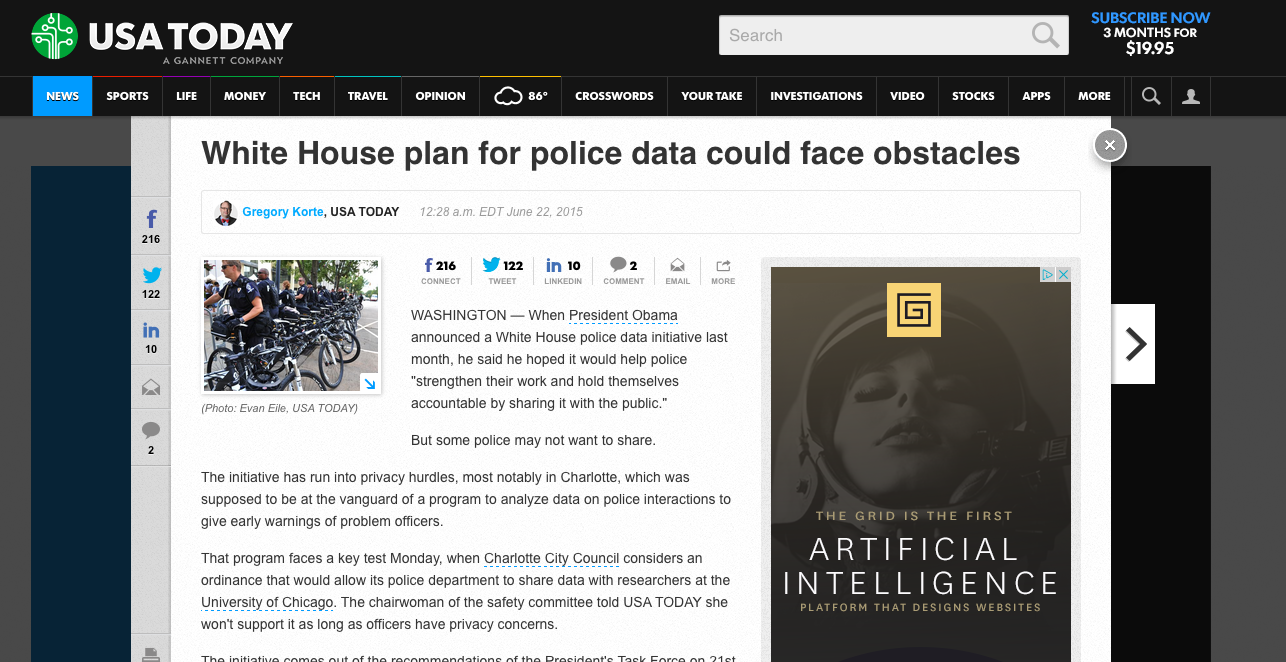 USA TODAY
A GANNETT COMPANY
Search
SUBSCRIBE NOW
3 MONTHS FOR
$19.95
NEWS SPORTS LIFE MONEY TECH TRAVEL OPINION 86° CROSSWORDS YOUR TAKE INVESTIGATIONS VIDEO STOCKS APPS MORE
White House plan for police data could face obstacles
Gregory Korte, USA TODAY 12:28 a.m. EDT June 22, 2015
216
122
10
2
(Photo: Evan Eile, USA TODAY)
216 122 10 2
CONNECT TWEET LINKEDIN COMMENT EMAIL MORE
WASHINGTON — When President Obama
announced a White House police data initiative last
month, he said he hoped it would help police
"strengthen their work and hold themselves
accountable by sharing it with the public."
But some police may not want to share.
The initiative has run into privacy hurdles, most notably in Charlotte, which was
supposed to be at the vanguard of a program to analyze data on police interactions to
give early warnings of problem officers.
That program faces a key test Monday, when Charlotte City Council considers an
ordinance that would allow its police department to share data with researchers at the
University of Chicago. The chairwoman of the safety committee told USA TODAY she
won't support it as long as officers have privacy concerns.
The initiative comes out of the recommendations of the President's Task Force on 21st
THE GRID IS THE FIRST
ARTIFICIAL
INTELLIGENCE
PLATFORM THAT DESIGNS WEBSITES